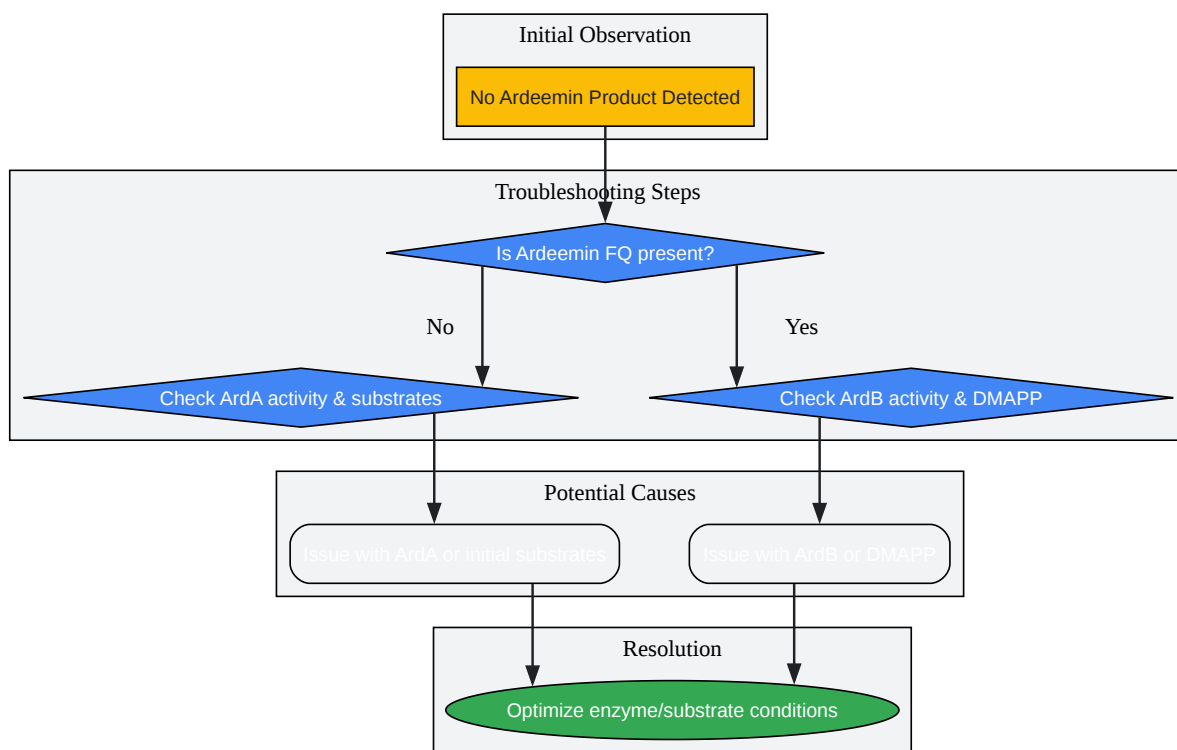 Initial Observation
No Ardeemin Product Detected
Troubleshooting Steps
Is Ardeemin FQ present?
No
Yes
Check ArdA activity & substrates
Check ArdB activity & DMAPP
Potential Causes
Issue with ArdA or initial substrates
Issue with ArdB or DMAPP
Resolution
Optimize enzyme/substrate conditions